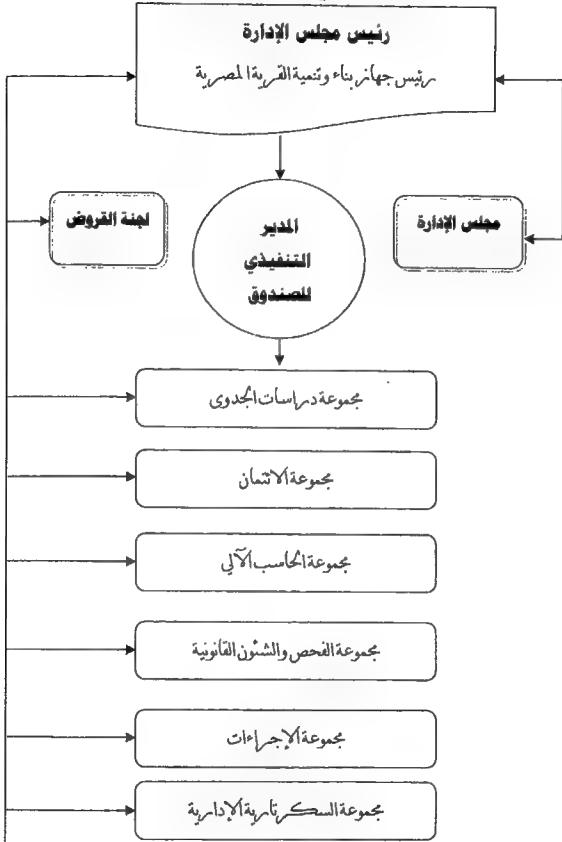 رئيس مجلس الإدارة
رئيس جهاز بناء وتنمية القرية المصرية
لجنة القروض
المدير
التنفيذي
للصندوق
مجلس الإدارة
مجموعة دراسات الجدوى
مجموعة الائتمان
مجموعة الحاسب الآلي
مجموعة الفحص والشئون القانونية
مجموعة الإجراءات
مجموعة السكرتارية الإدارية